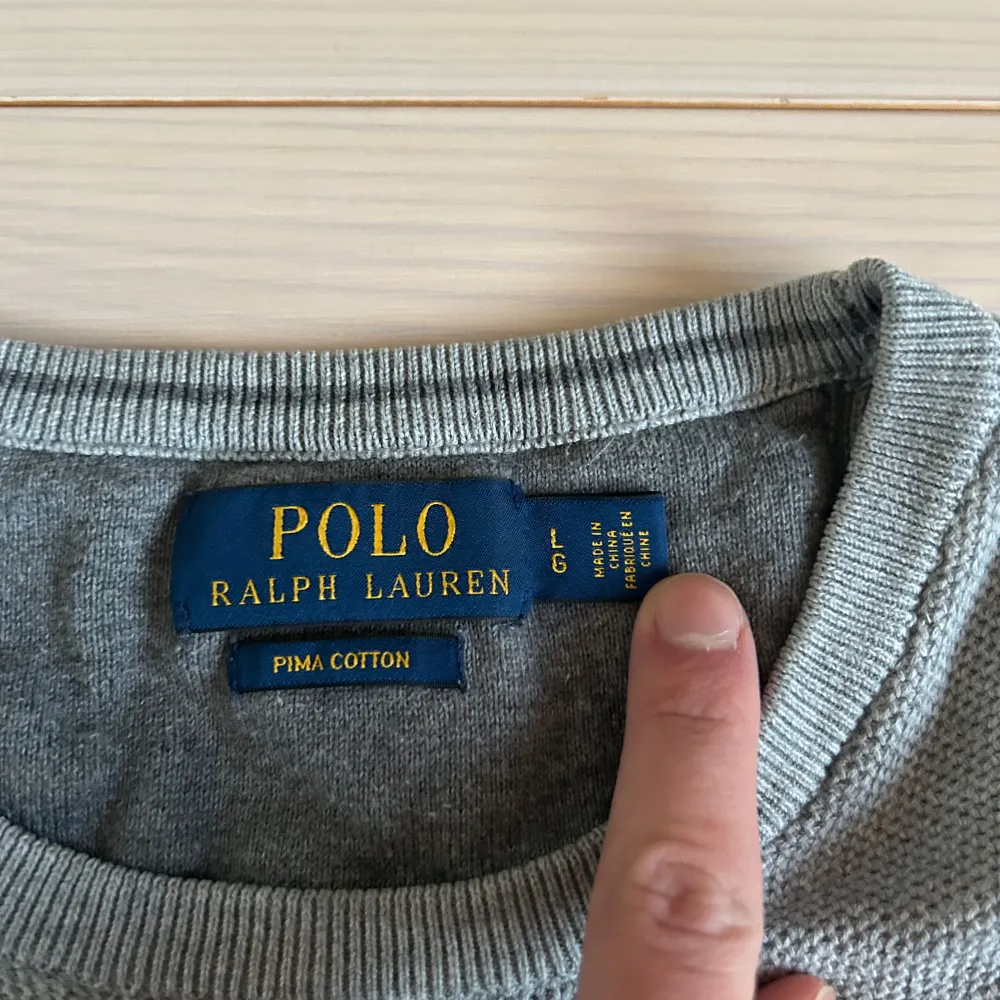 POLO
RALPH LAUREN
PIMA COTTON
L
G
MADE IN
CHINA
FABRIQUÉ EN
CHINE